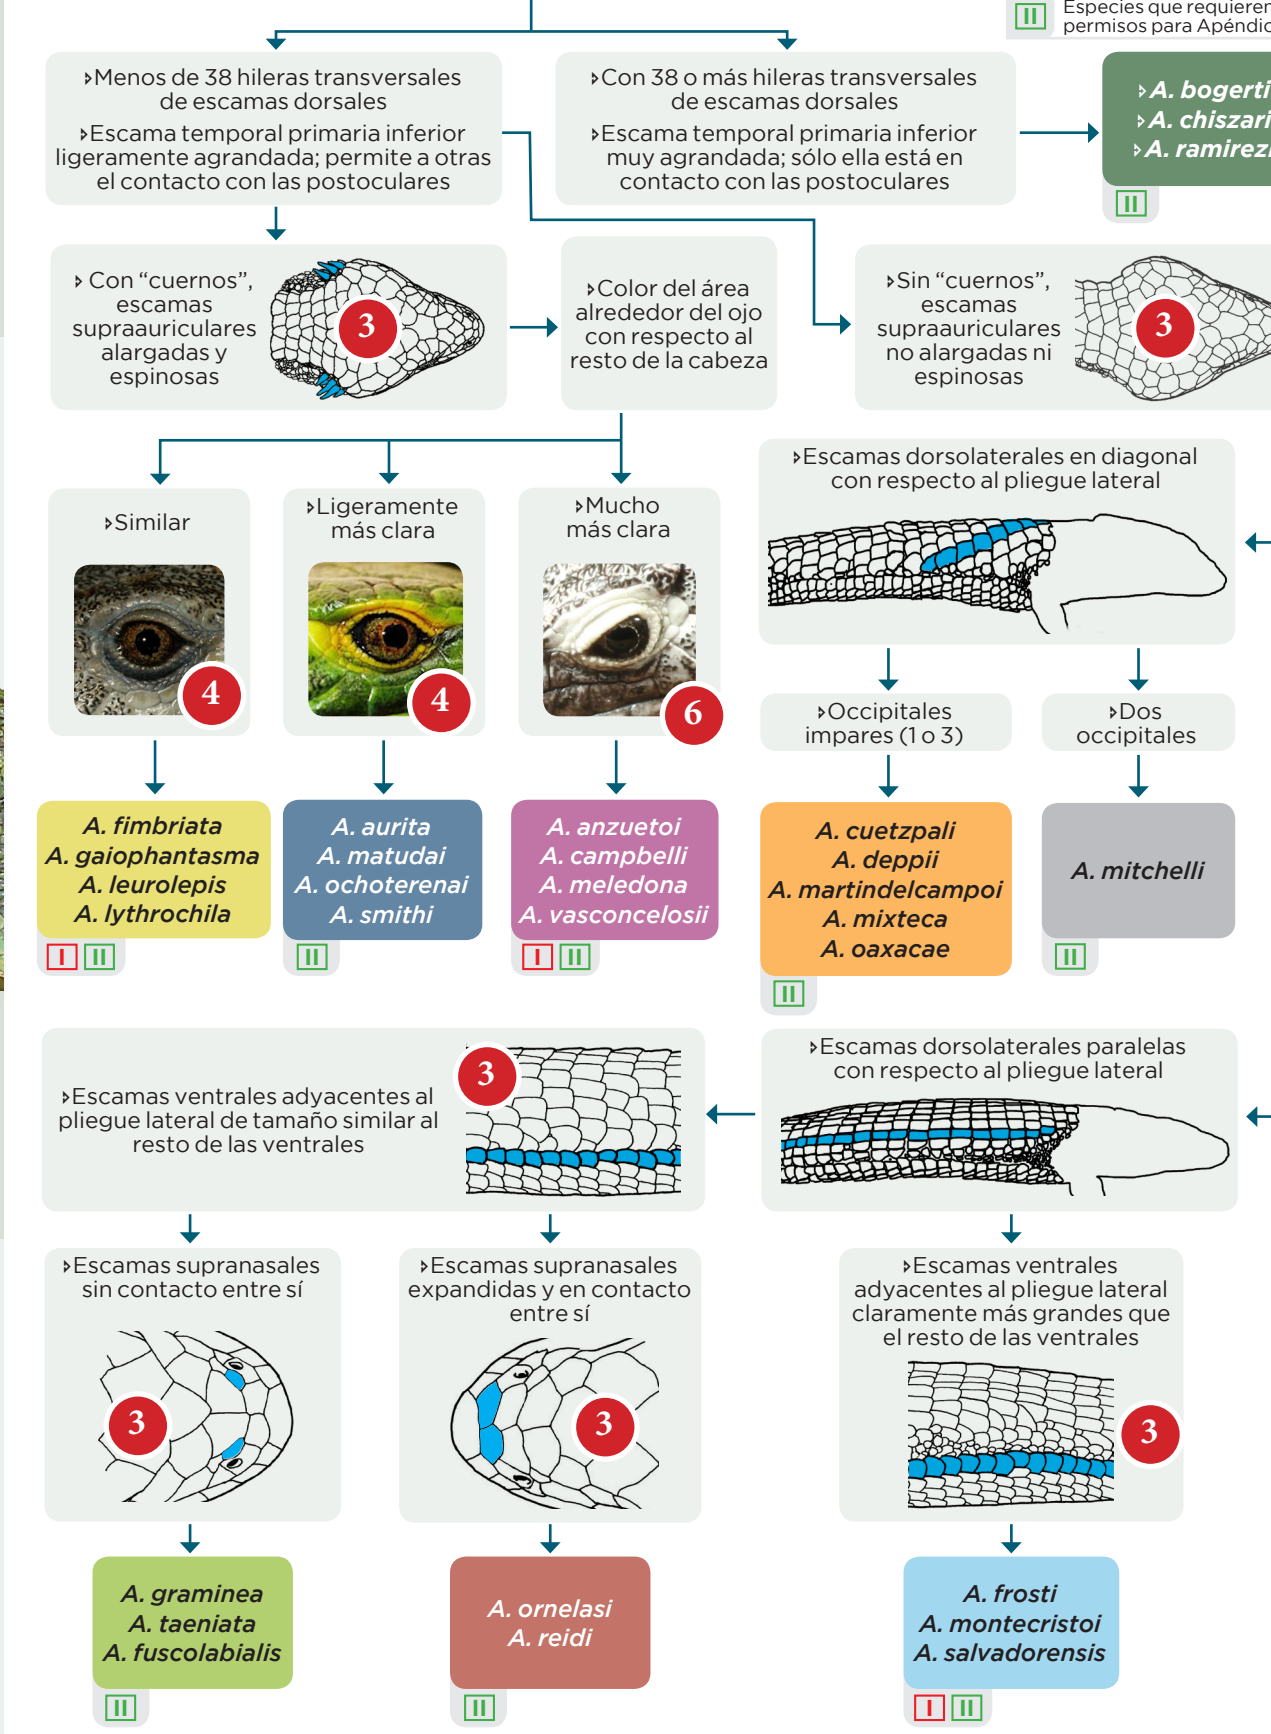 II
Especies que requieren
permisos para Apéndic
▹Menos de 38 hileras transversales
de escamas dorsales
▹Escama temporal primaria inferior
ligeramente agrandada; permite a otras
el contacto con las postoculares
▹Con 38 o más hileras transversales
de escamas dorsales
▹Escama temporal primaria inferior
muy agrandada; sólo ella está en
contacto con las postoculares
▹A. bogerti
▹A. chiszari
▹A. ramirezi
II
▹ Con “cuernos”,
escamas
supraauriculares
alargadas y
espinosas
3
▹Color del área
alrededor del ojo
con respecto al
resto de la cabeza
▹Sin “cuernos”,
escamas
supraauriculares
no alargadas ni
espinosas
3
▹Similar
4
▹Ligeramente
más clara
4
▹Mucho
más clara
6
▹Escamas dorsolaterales en diagonal
con respecto al pliegue lateral
▹Occipitales
impares (1 o 3)
▹Dos
occipitales
A. fimbriata
A. gaiophantasma
A. leurolepis
A. lythrochila
I II
A. aurita
A. matudai
A. ochoterenai
A. smithi
II
A. anzuetoi
A. campbelli
A. meledona
A. vasconcelosii
I II
A. cuetzpali
A. deppii
A. martindelcampoi
A. mixteca
A. oaxacae
II
A. mitchelli
II
▹Escamas ventrales adyacentes al
pliegue lateral de tamaño similar al
resto de las ventrales
3
▹Escamas dorsolaterales paralelas
con respecto al pliegue lateral
▹Escamas supranasales
sin contacto entre sí
3
▹Escamas supranasales
expandidas y en contacto
entre sí
3
▹Escamas ventrales
adyacentes al pliegue lateral
claramente más grandes que
el resto de las ventrales
3
A. graminea
A. taeniata
A. fuscolabialis
II
A. ornelasi
A. reidi
II
A. frosti
A. montecristoi
A. salvadorensis
I II